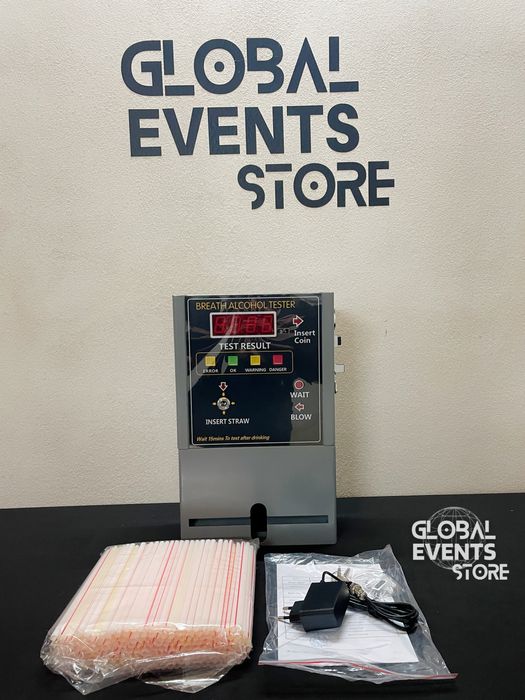 GLOBAL
EVENTS
STORE
BREATH ALCOHOL TESTER
Insert
Coin
TEST RESULT
ERROR OK WARNING DANGER
WAIT
BLOW
INSERT STRAW
Wait 15mins To test after drinking
GLOBAL
EVENTS
STORE